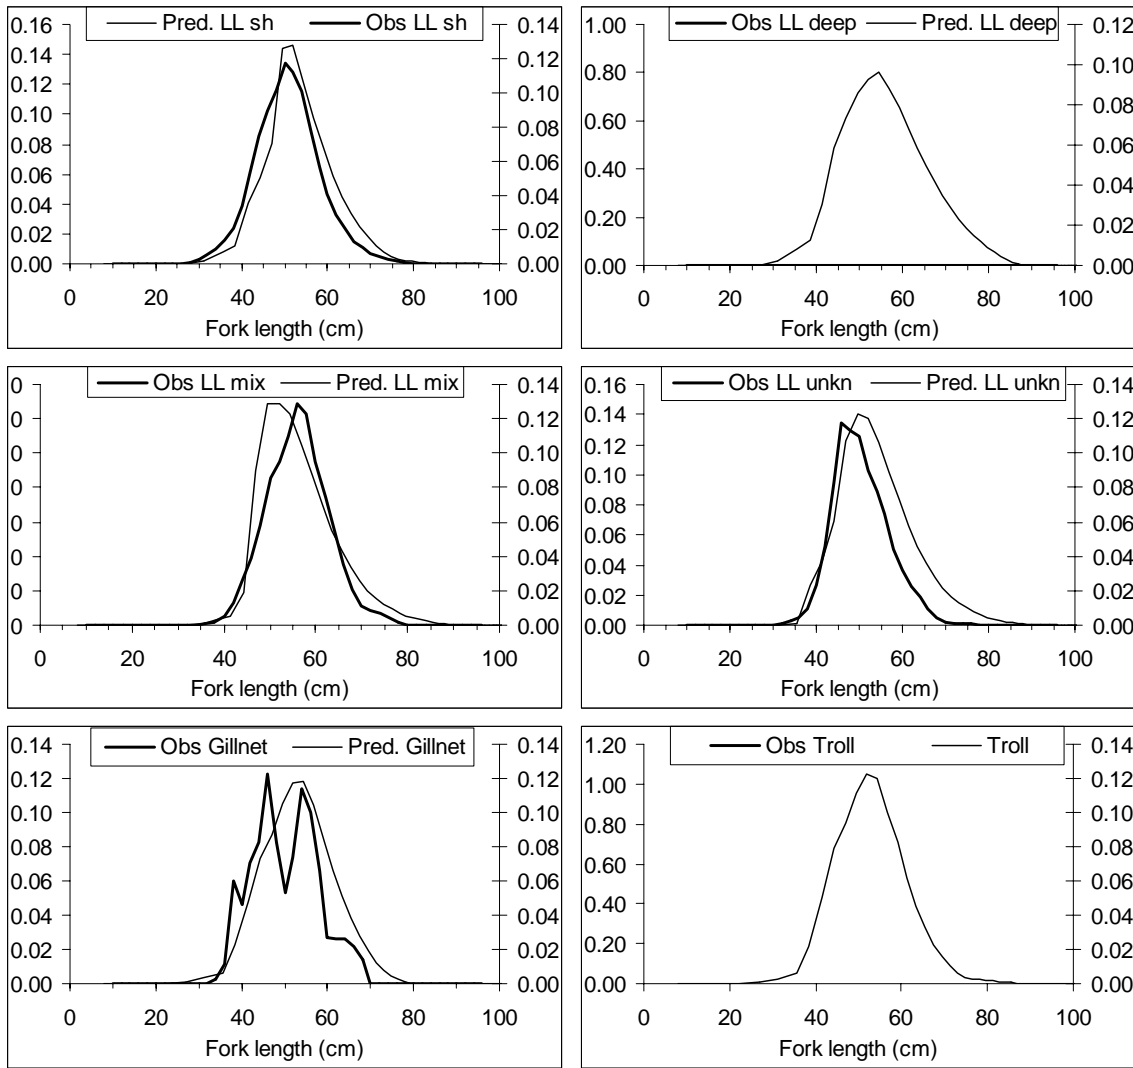 Pred. LL sh Obs LL sh
0.16 0.14
0.14 0.12
0.12 0.10
0.10 0.08
0.08 0.06
0.06 0.04
0.04 0.02
0.02 0.00
0.00
0 20 40 60 80 100
Fork length (cm)
Obs LL deep Pred. LL deep
1.00 0.12
0.80 0.10
0.60 0.08
0.40 0.06
0.20 0.04
0.00 0.02
0.00
0 20 40 60 80 100
Fork length (cm)
Obs LL mix Pred. LL mix
0 0.14
0 0.12
0 0.10
0 0.08
0 0.06
0 0.04
0 0.02
0 0.00
0 20 40 60 80 100
Fork length (cm)
Obs LL unkn Pred. LL unkn
0.16 0.14
0.14 0.12
0.12 0.10
0.10 0.08
0.08 0.06
0.06 0.04
0.04 0.02
0.02 0.00
0.00
0 20 40 60 80 100
Fork length (cm)
Obs Gillnet Pred. Gillnet
0.14 0.14
0.12 0.12
0.10 0.10
0.08 0.08
0.06 0.06
0.04 0.04
0.02 0.02
0.00 0.00
0 20 40 60 80 100
Fork length (cm)
Obs Troll Troll
1.20 0.14
1.00 0.12
0.80 0.10
0.60 0.08
0.40 0.06
0.20 0.04
0.00 0.02
0.00
0 20 40 60 80 100
Fork length (cm)